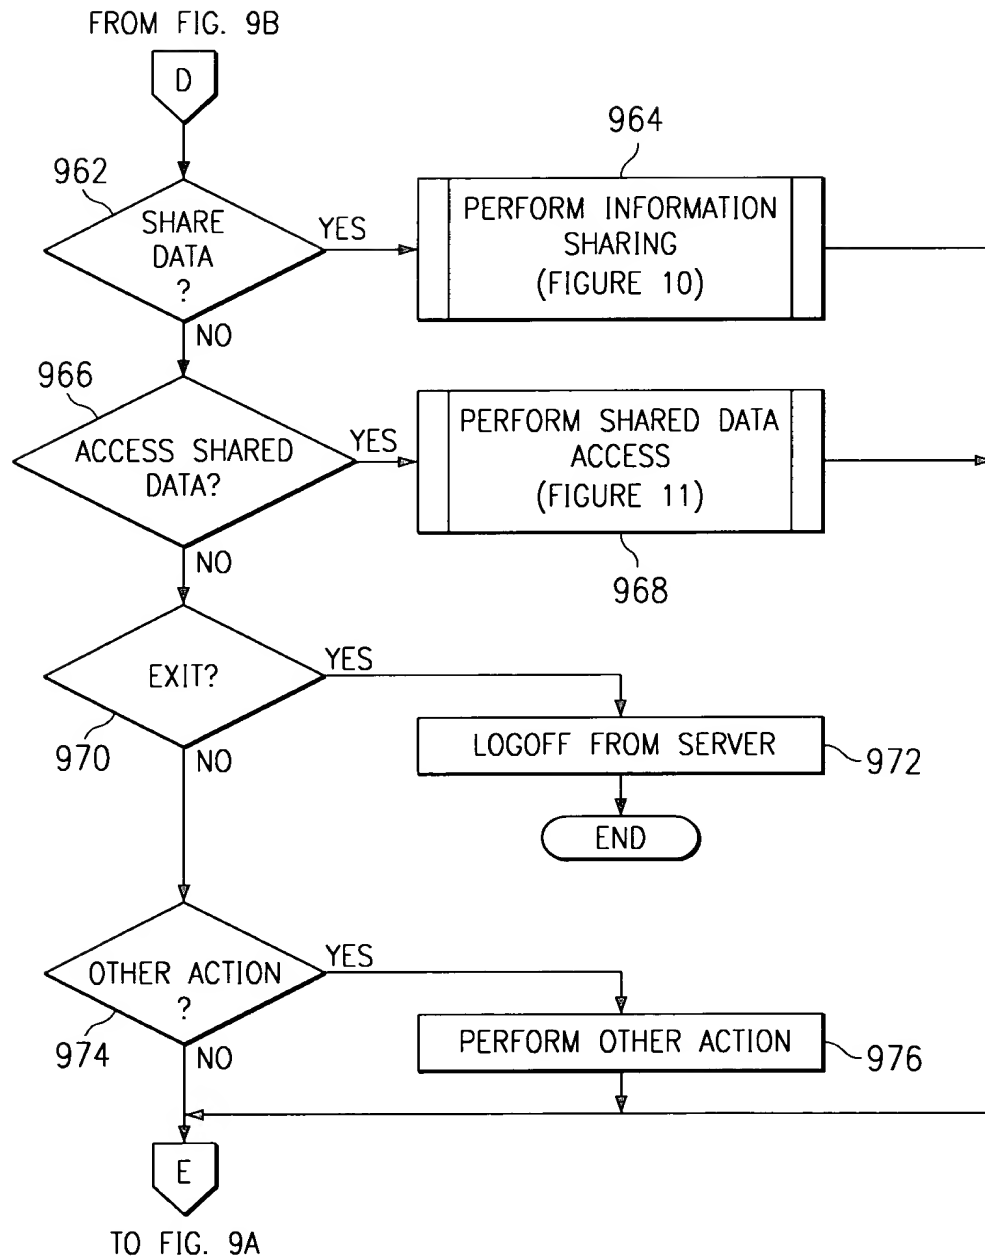 FROM FIG. 9B
D
962
SHARE
DATA
?
YES
NO
964
PERFORM INFORMATION
SHARING
(FIGURE 10)
966
ACCESS SHARED
DATA?
YES
NO
PERFORM SHARED DATA
ACCESS
(FIGURE 11)
968
EXIT?
YES
970
NO
LOGOFF FROM SERVER
972
END
OTHER ACTION
?
YES
974
NO
PERFORM OTHER ACTION
976
E
TO FIG. 9A